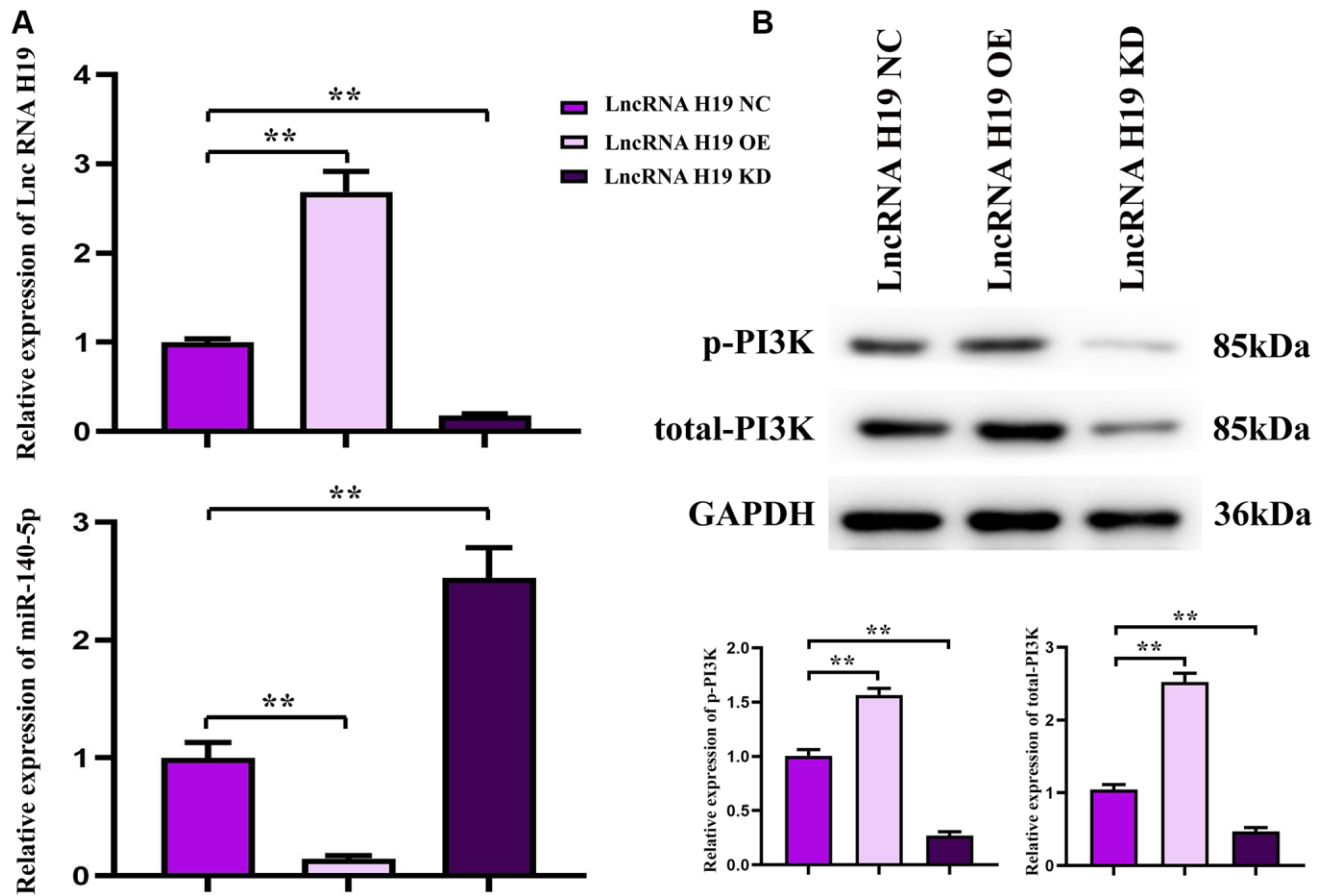 A
Relative expression of Lnc RNA H19
4
3
2
1
0
**
**
LncRNA H19 NC
LncRNA H19 OE
LncRNA H19 KD
Relative expression of miR-140-5p
3
2
1
0
**
**
B
LncRNA H19 NC
LncRNA H19 OE
LncRNA H19 KD
p-PI3K
85kDa
total-PI3K
85kDa
GAPDH
36kDa
Relative expression of p-PI3K
2.0
1.5
1.0
0.5
0.0
**
**
Relative expression of total-PI3K
3
2
1
0
**
**